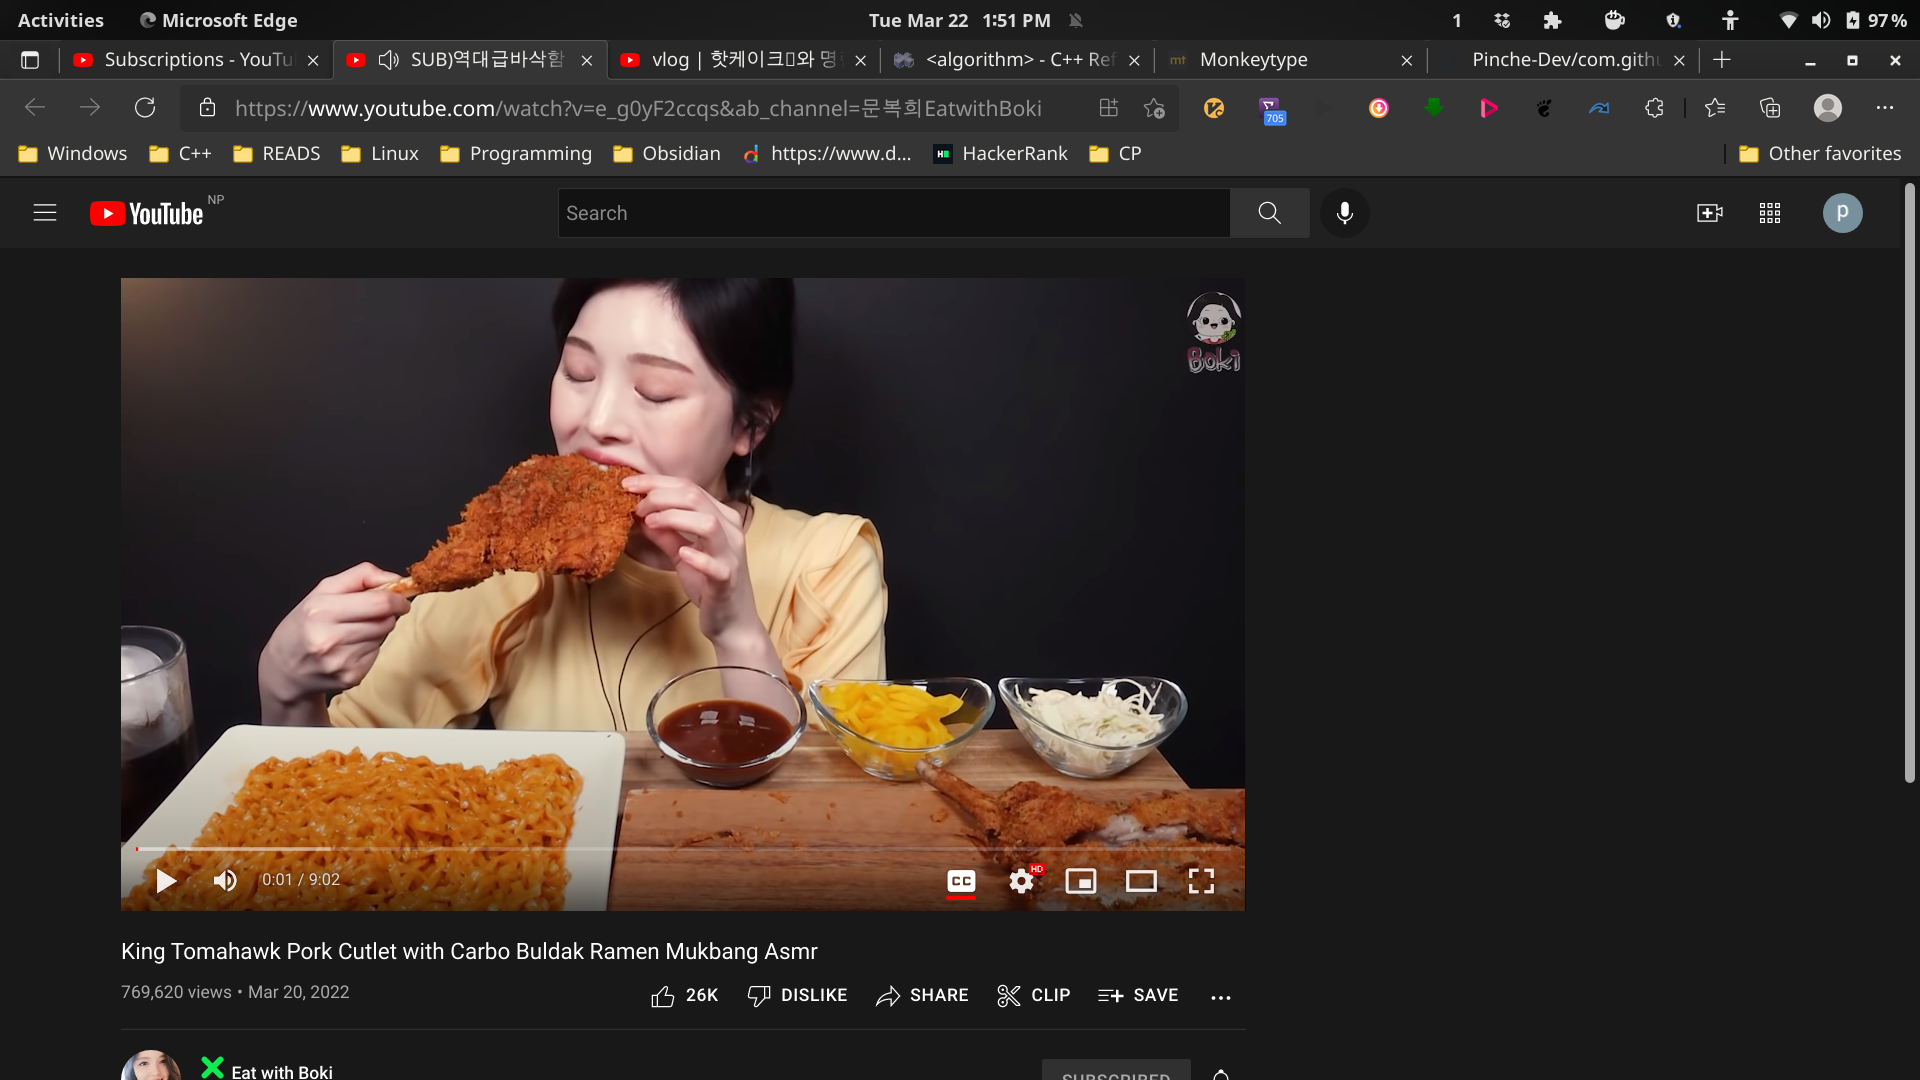 Activities
Microsoft Edge
Tue Mar 22 1:51 PM
1
97 %
Subscriptions - YouTu
SUB)역대급바삭함
vlog | 핫케이크▯와 명
<algorithm> - C++ Ref
Monkeytype
Pinche-Dev/com.githu
https://www.youtube.com/watch?v=e_g0yF2ccqs&ab_channel=문복희EatwithBoki
705
Windows
C++
READS
Linux
Programming
Obsidian
https://www.d...
HackerRank
CP
Other favorites
YouTube NP
Search
p
Boki
0:01 / 9:02
CC
HD
King Tomahawk Pork Cutlet with Carbo Buldak Ramen Mukbang Asmr
769,620 views • Mar 20, 2022
26K
DISLIKE
SHARE
CLIP
SAVE
Eat with Boki
SUBSCRIBED